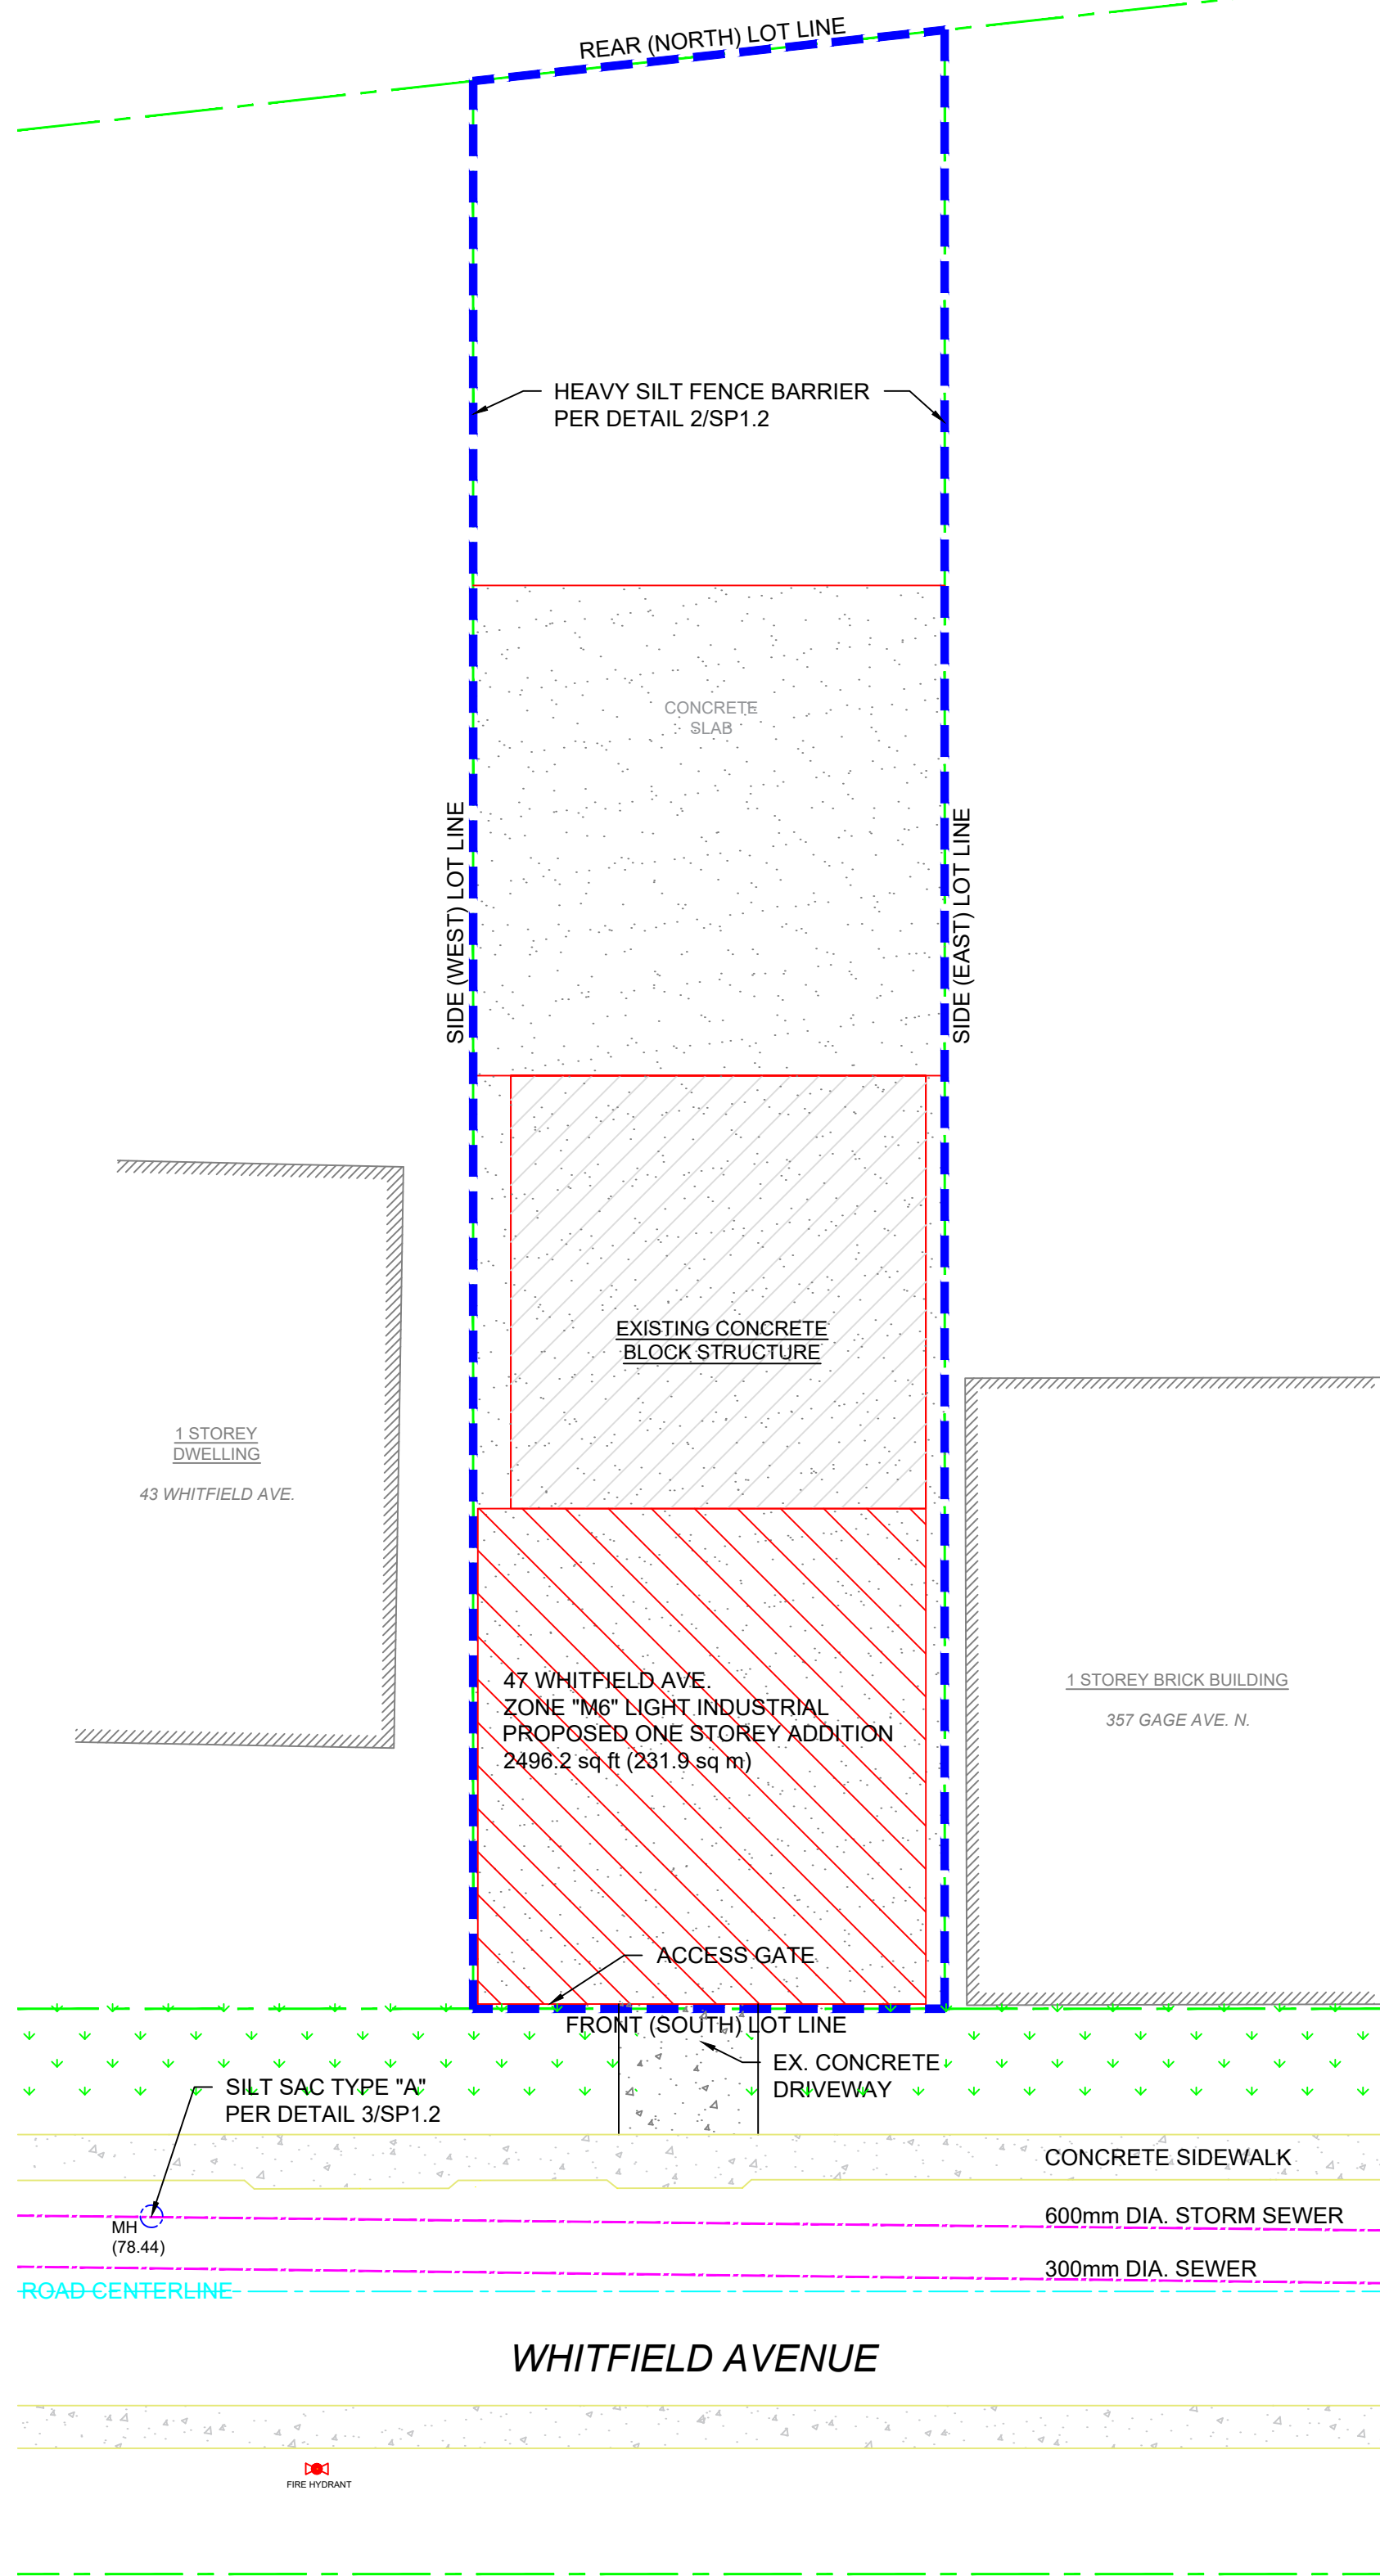 REAR (NORTH) LOT LINE
HEAVY SILT FENCE BARRIER
PER DETAIL 2/SP1.2
CONCRETE
SLAB
SIDE (WEST) LOT LINE
SIDE (EAST) LOT LINE
EXISTING CONCRETE
BLOCK STRUCTURE
1 STOREY
DWELLING
43 WHITFIELD AVE.
47 WHITFIELD AVE.
ZONE "M6" LIGHT INDUSTRIAL
PROPOSED ONE STOREY ADDITION
2496.2 sq ft (231.9 sq m)
1 STOREY BRICK BUILDING
357 GAGE AVE. N.
ACCESS GATE
FRONT (SOUTH) LOT LINE
EX. CONCRETE
DRIVEWAY
SILT SAC TYPE "A"
PER DETAIL 3/SP1.2
CONCRETE SIDEWALK
600mm DIA. STORM SEWER
MH
(78.44)
300mm DIA. SEWER
ROAD CENTERLINE
WHITFIELD AVENUE
FIRE HYDRANT